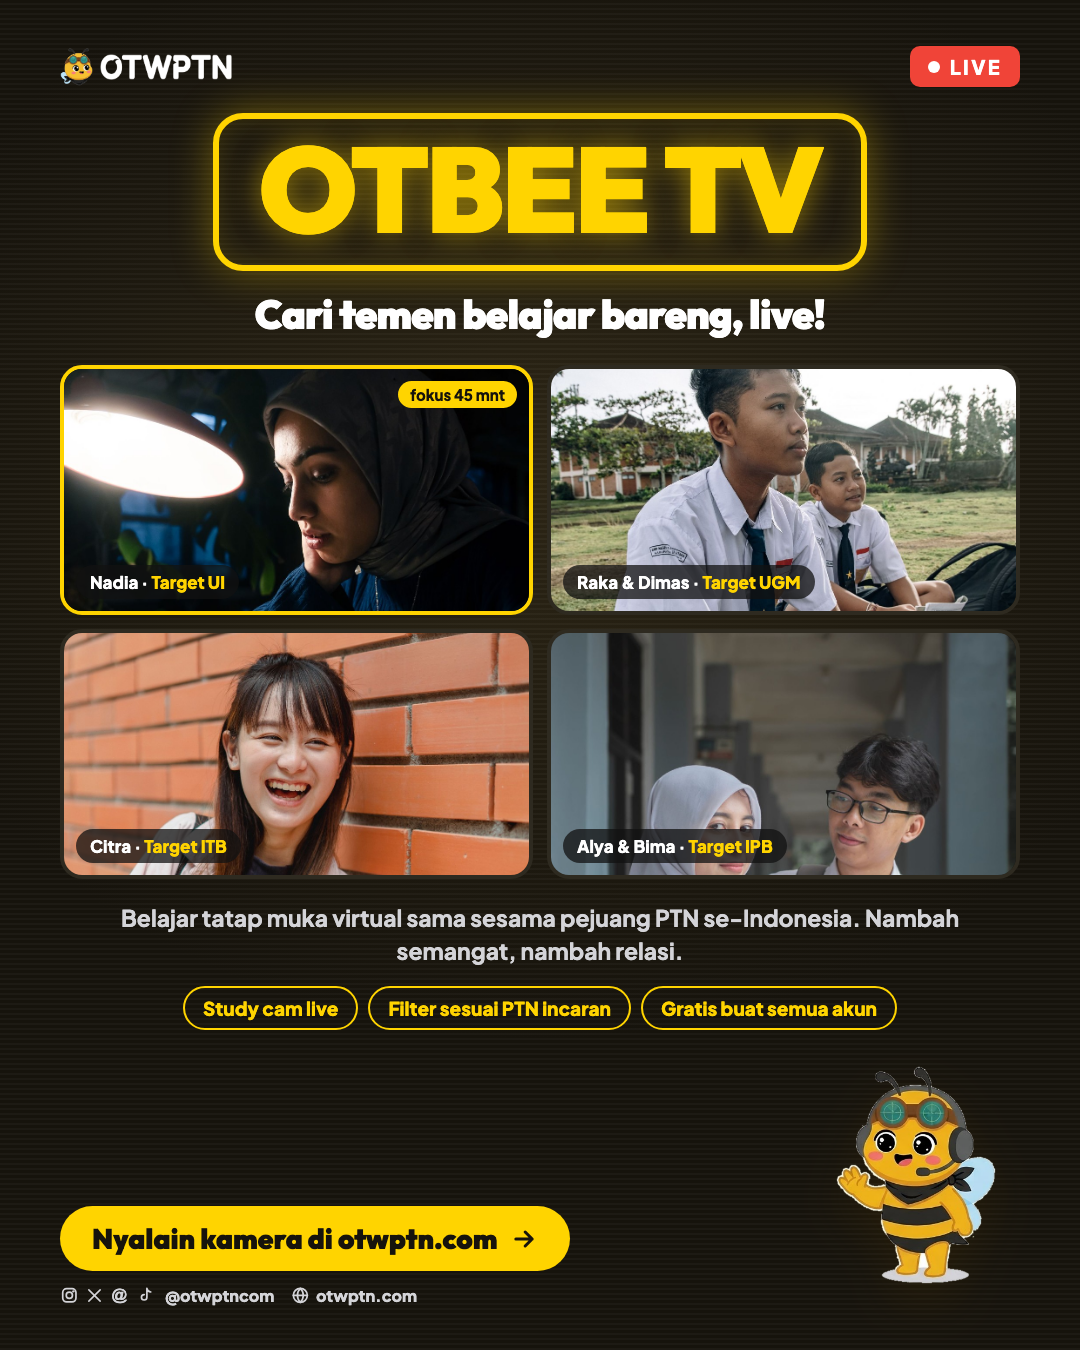 OTWPTN
LIVE
OTBEE TV
Cari temen belajar bareng, live!
fokus 45 mnt
Nadia · Target UI
Raka & Dimas · Target UGM
Citra · Target ITB
Alya & Bima · Target IPB
Belajar tatap muka virtual sama sesama pejuang PTN se-Indonesia. Nambah
semangat, nambah relasi.
Study cam live
Filter sesuai PTN incaran
Gratis buat semua akun
Nyalain kamera di otwptn.com →
@otwptncom otwptn.com